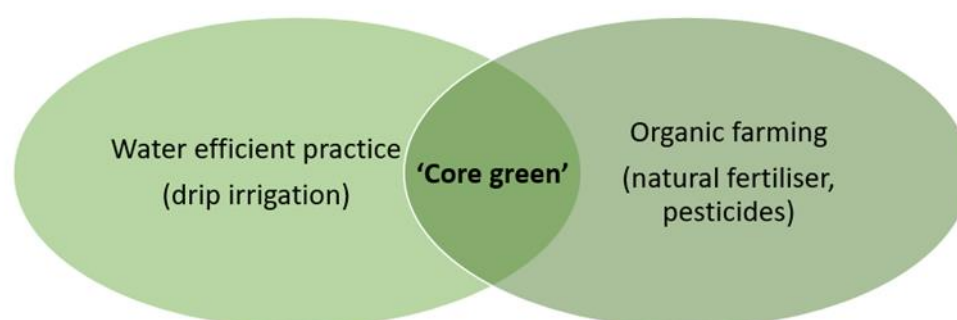 Water efficient practice
(drip irrigation)
‘Core green’
Organic farming
(natural fertiliser,
pesticides)